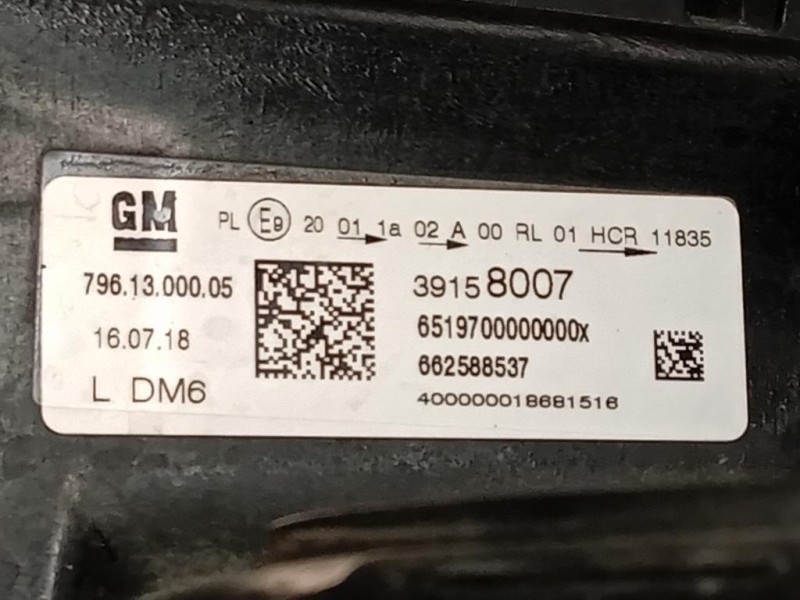 GM
PL E9 20 01 1a 02 A 00 RL 01 HCR 11835
796.13.000.05
39158007
16.07.18
6519700000000x
662588537
L DM6
400000018681516